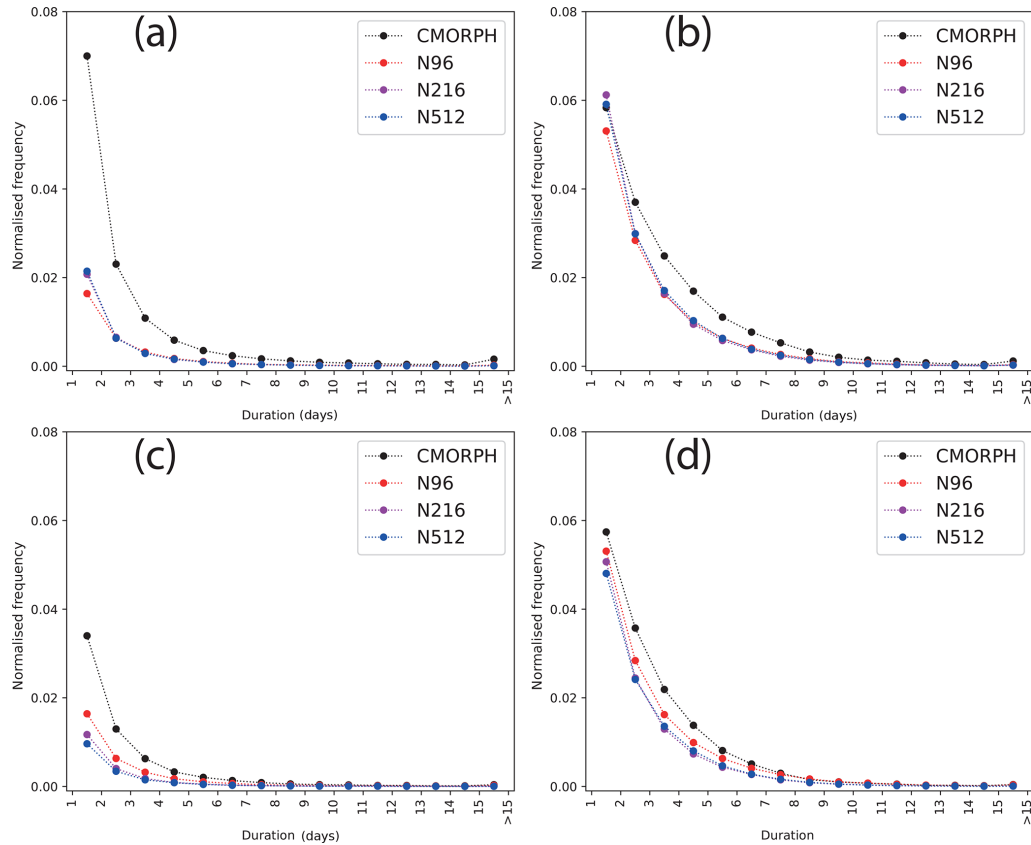 (a)
CMORPH
N96
N216
N512
Normalised frequency
0.08
0.06
0.04
0.02
0.00
1 2 3 4 5 6 7 8 9 10 11 12 13 14 15 >15
Duration (days)
(b)
CMORPH
N96
N216
N512
Normalised frequency
0.08
0.06
0.04
0.02
0.00
1 2 3 4 5 6 7 8 9 10 11 11 13 14 15 >15
Duration (days)
(c)
CMORPH
N96
N216
N512
Normalised frequency
0.08
0.06
0.04
0.02
0.00
1 2 3 4 5 6 7 8 9 10 11 12 13 14 15 >15
Duration (days)
(d)
CMORPH
N96
N216
N512
Normalised frequency
0.08
0.06
0.04
0.02
0.00
1 2 3 4 5 6 7 8 9 10 11 12 13 14 15 >15
Duration